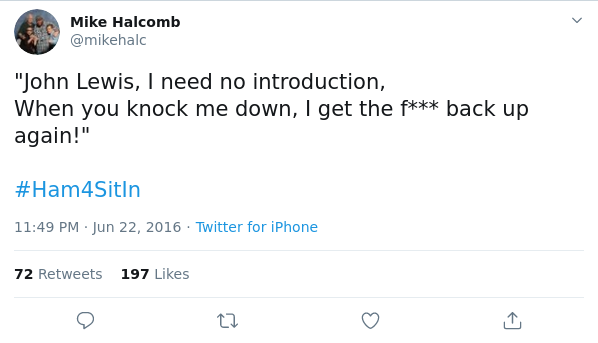 Mike Halcomb
@mikehalc
"John Lewis, I need no introduction,
When you knock me down, I get the f*** back up
again!"
#Ham4SitIn
11:49 PM · Jun 22, 2016 · Twitter for iPhone
72 Retweets 197 Likes